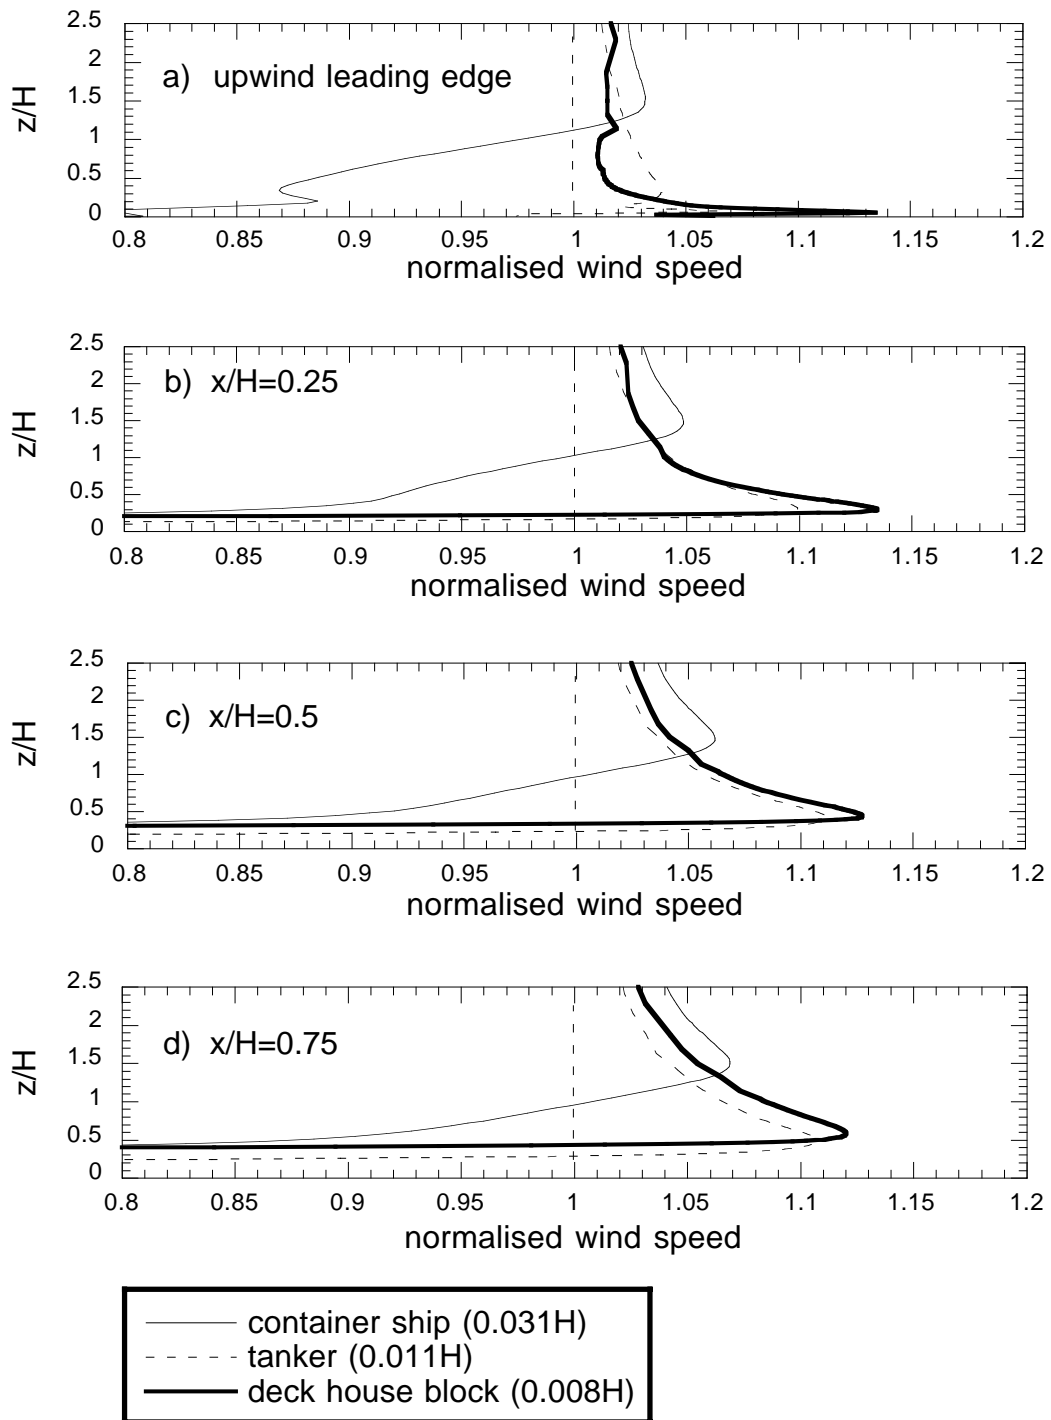 2.5
2
1.5
1
0.5
0
z/H
a) upwind leading edge
0.8 0.85 0.9 0.95 1 1.05 1.1 1.15 1.2
normalised wind speed
2.5
2
1.5
1
0.5
0
z/H
b) x/H=0.25
0.8 0.85 0.9 0.95 1 1.05 1.1 1.15 1.2
normalised wind speed
2.5
2
1.5
1
0.5
0
z/H
c) x/H=0.5
0.8 0.85 0.9 0.95 1 1.05 1.1 1.15 1.2
normalised wind speed
2.5
2
1.5
1
0.5
0
z/H
d) x/H=0.75
0.8 0.85 0.9 0.95 1 1.05 1.1 1.15 1.2
normalised wind speed
container ship (0.031H)
tanker (0.011H)
deck house block (0.008H)